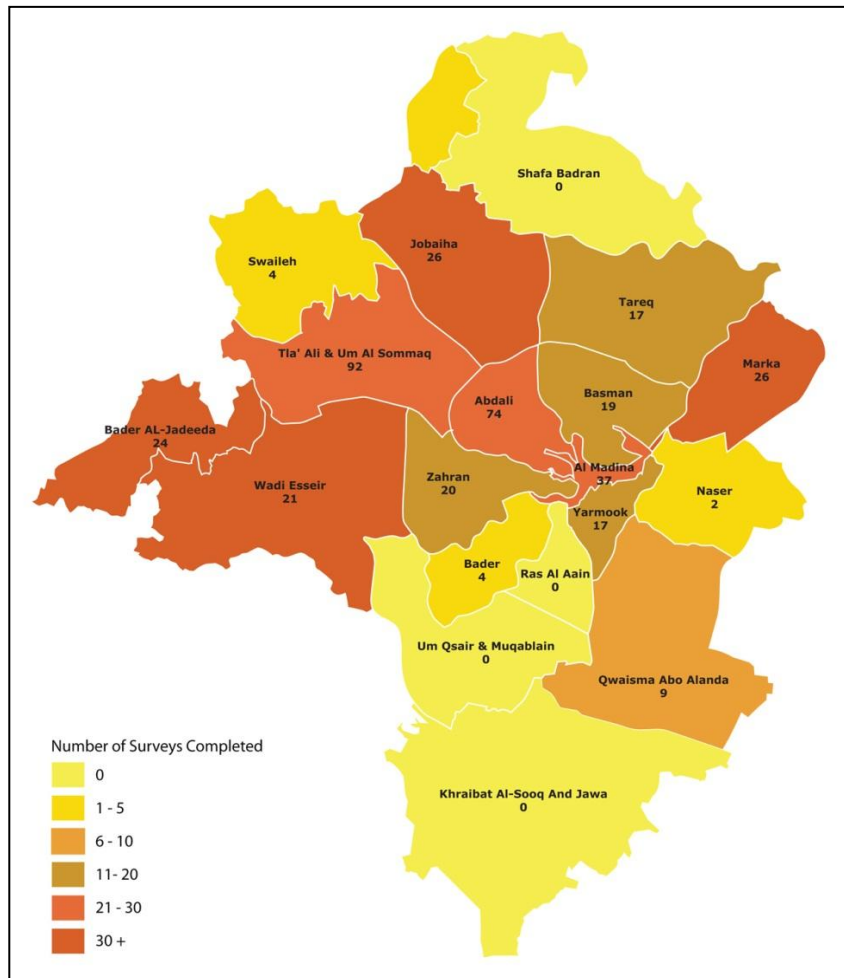 Shafa Badran
0
Jobaiha
26
Swaileh
4
Tareq
17
Tla' Ali & Um Al Sommaq
92
Marka
26
Abdali
74
Basman
19
Bader AL-Jadeeda
24
Al Madina
37
Wadi Esseir
21
Zahran
20
Naser
2
Yarmook
17
Bader
4
Ras Al Aain
0
Um Qsair & Muqablain
0
Qwaisma Abo Alanda
9
Khraibat Al-Sooq And Jawa
0
Number of Surveys Completed
0
1 - 5
6 - 10
11- 20
21 - 30
30 +